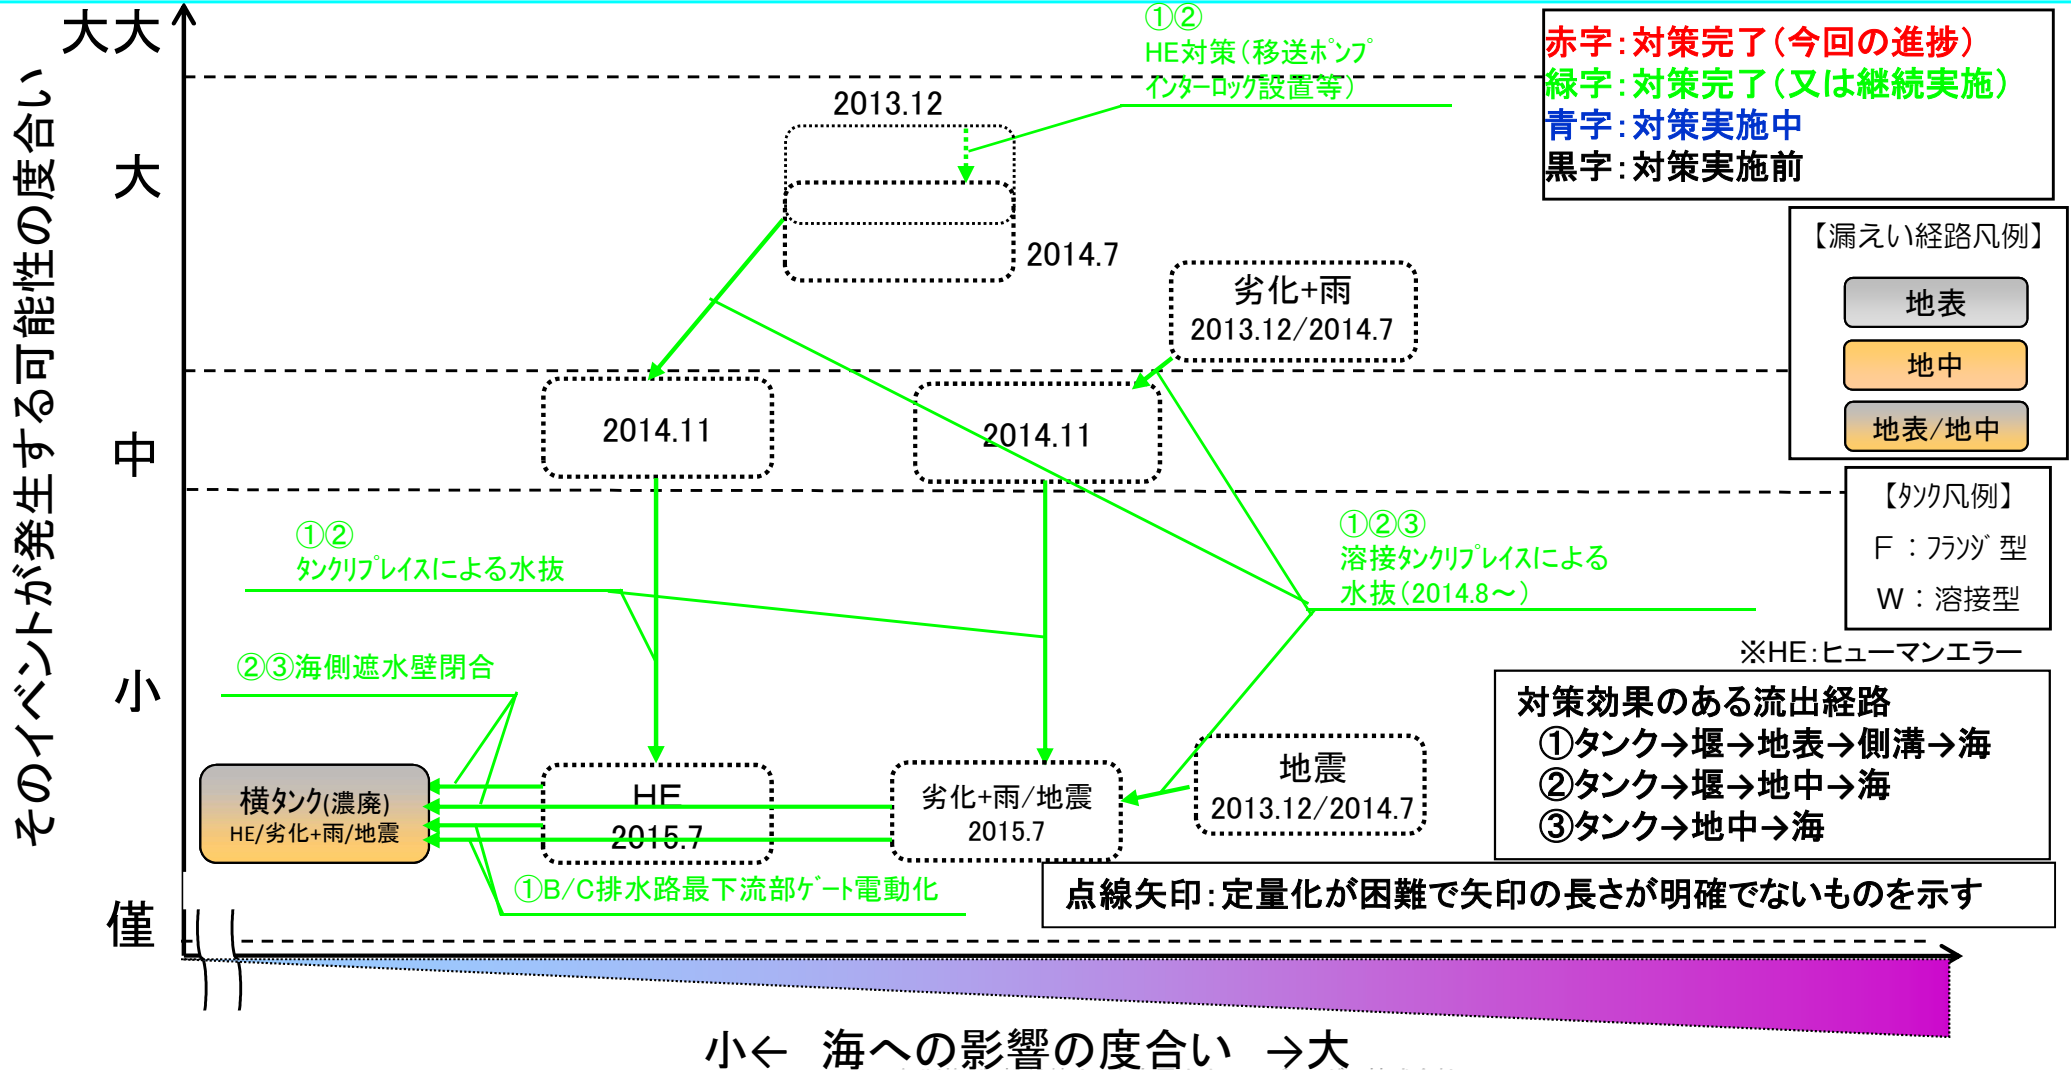 そのイベントが発生する可能性の度合い
大大
大
中
小
僅
①②
HE対策(移送ﾎﾟﾝﾌﾟ
ｲﾝﾀｰﾛｯｸ設置等)
赤字:対策完了(今回の進捗)
緑字:対策完了(又は継続実施)
青字:対策実施中
黒字:対策実施前
2013.12
2014.7
【漏えい経路凡例】
地表
地中
地表/地中
劣化+雨
2013.12/2014.7
2014.11
2014.11
【ﾀﾝｸ凡例】
F:ﾌﾗﾝｼﾞ型
W:溶接型
①②
ﾀﾝｸﾘﾌﾟﾚｲｽによる水抜
①②③
溶接ﾀﾝｸﾘﾌﾟﾚｲｽによる
水抜(2014.8～)
※HE:ヒューマンエラー
②③海側遮水壁閉合
対策効果のある流出経路
①タンク→堰→地表→側溝→海
②タンク→堰→地中→海
③タンク→地中→海
横ﾀﾝｸ(濃廃)
HE/劣化+雨/地震
HE
2015.7
劣化+雨/地震
2015.7
地震
2013.12/2014.7
①B/C排水路最下流部ｹﾞｰﾄ電動化
点線矢印:定量化が困難で矢印の長さが明確でないものを示す
小← 海への影響の度合い →大